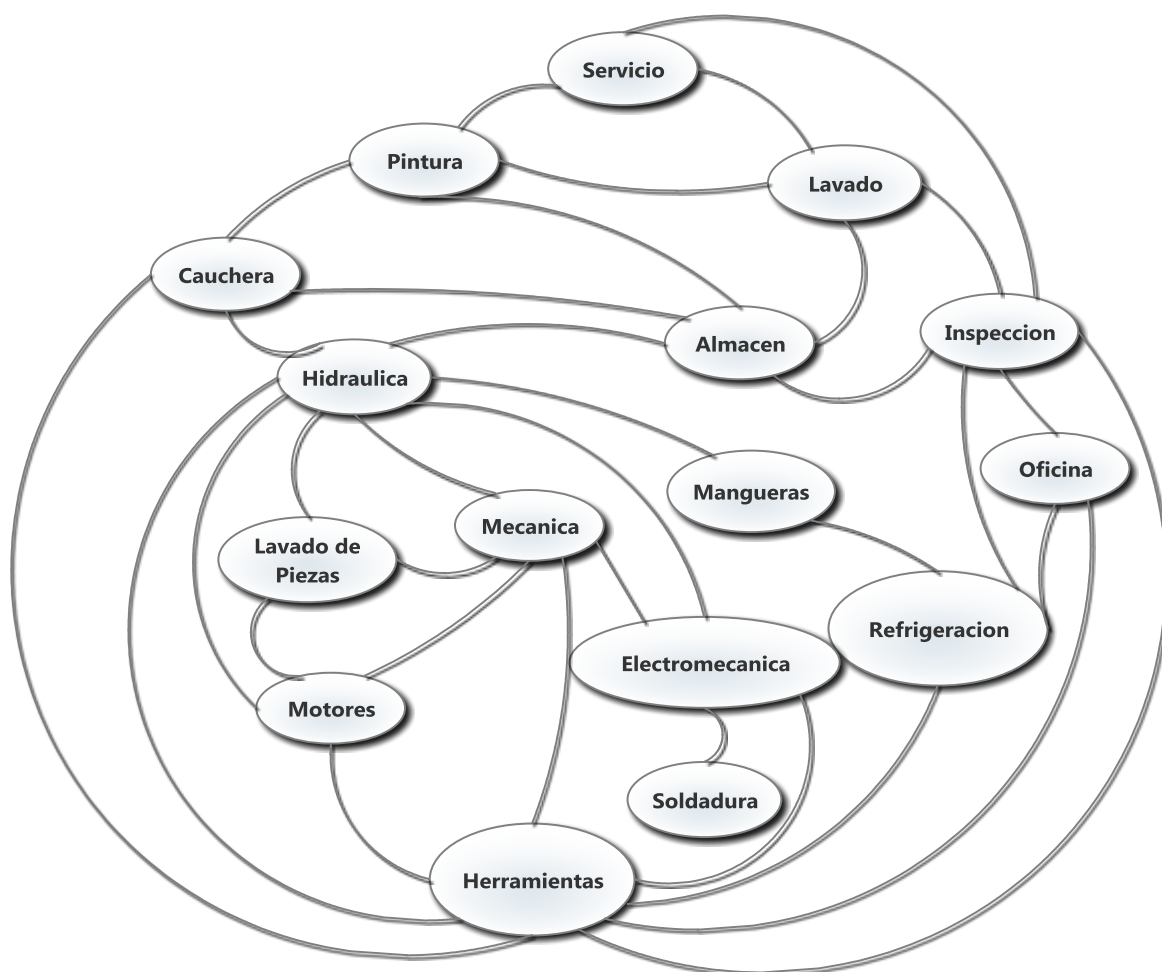 Servicio
Pintura
Lavado
Cauchera
Inspeccion
Almacen
Hidraulica
Oficina
Mangueras
Mecanica
Lavado de
Piezas
Refrigeracion
Electromecanica
Motores
Soldadura
Herramientas